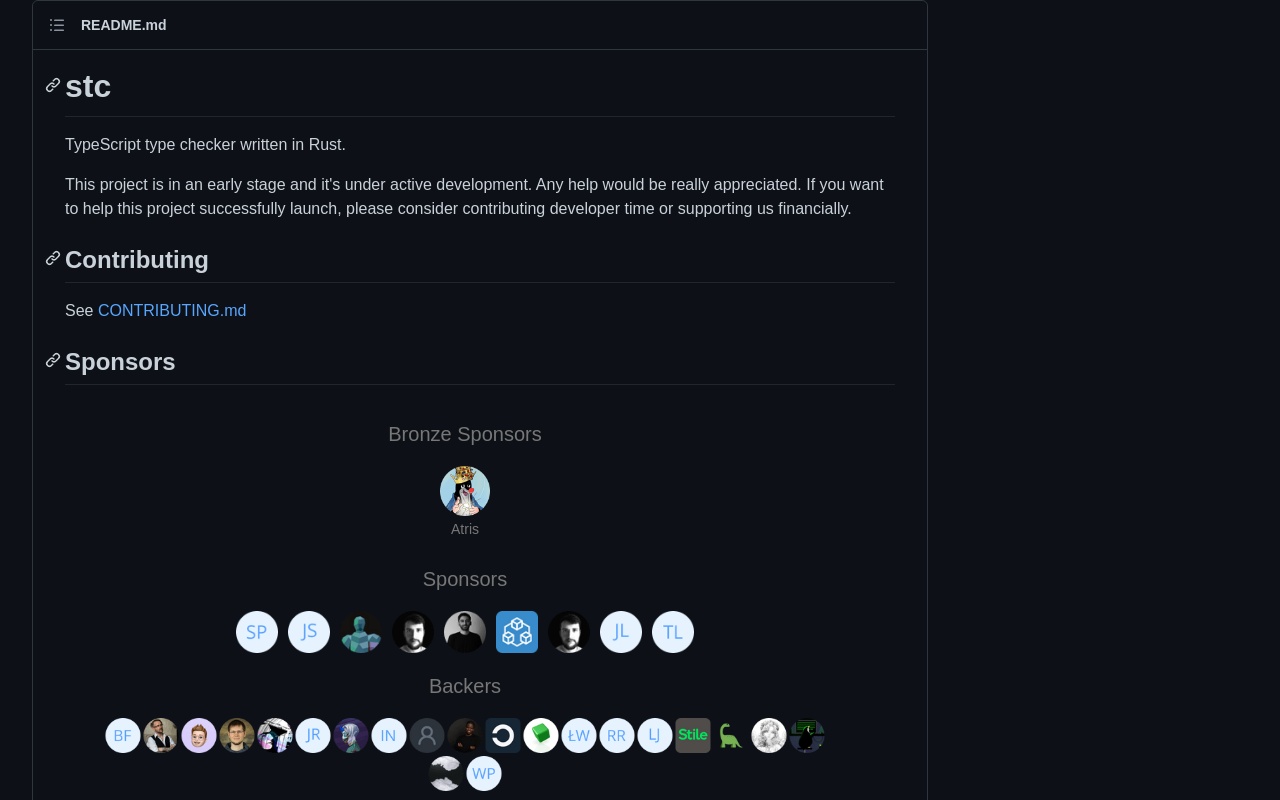 README.md
stc
TypeScript type checker written in Rust.
This project is in an early stage and it's under active development. Any help would be really appreciated. If you want
to help this project successfully launch, please consider contributing developer time or supporting us financially.
Contributing
See CONTRIBUTING.md
Sponsors
Bronze Sponsors
Atris
Sponsors
SP JS JL TL
Backers
BF JR IN ŁW RR LJ Stile
WP